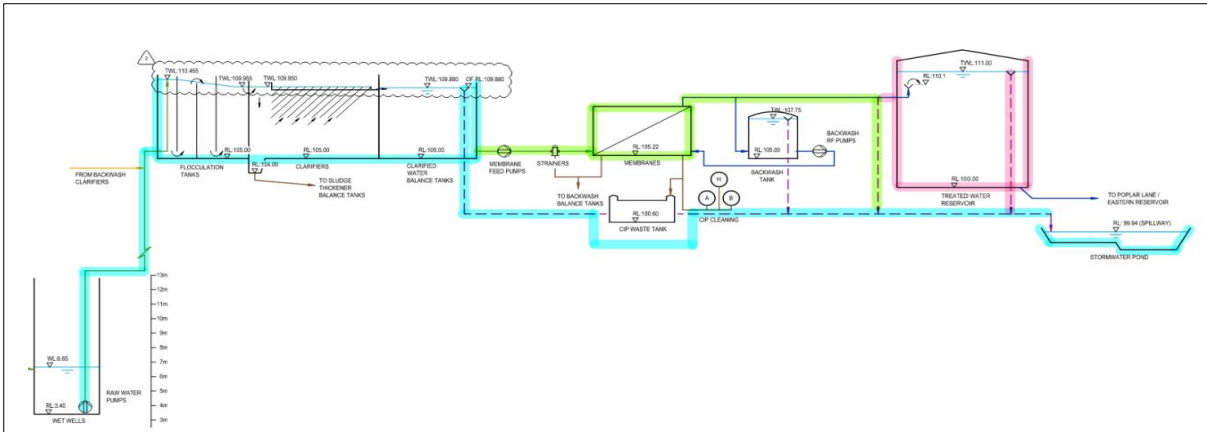 2
TWL:110.455
TWL:109.955
TWL:109.950
TWL:109.880
OF RL:109.880
RL:105.00
RL:104.00
RL:105.00
RL:105.00
FLOCCULATION
TANKS
CLARIFIERS
CLARIFIED
WATER
BALANCE TANKS
FROM BACKWASH
CLARIFIERS
TO SLUDGE
THICKENER
BALANCE TANKS
MEMBRANE
FEED PUMPS
STRAINERS
RL:105.22
MEMBRANES
TO BACKWASH
BALANCE TANKS
H
A
B
CIP CLEANING
RL:100.60
CIP WASTE TANK
TWL:107.75
RL:105.00
BACKWASH
TANK
BACKWASH
RF PUMPS
TWL:111.00
RL:110.1
RL:100.00
TREATED WATER
RESERVOIR
TO POPLAR LANE /
EASTERN RESERVOIR
RL: 99.94 (SPILLWAY)
STORMWATER POND
13m
12m
11m
10m
9m
8m
7m
6m
5m
4m
3m
WL:6.65
RL:3.40
WET WELLS
RAW WATER
PUMPS